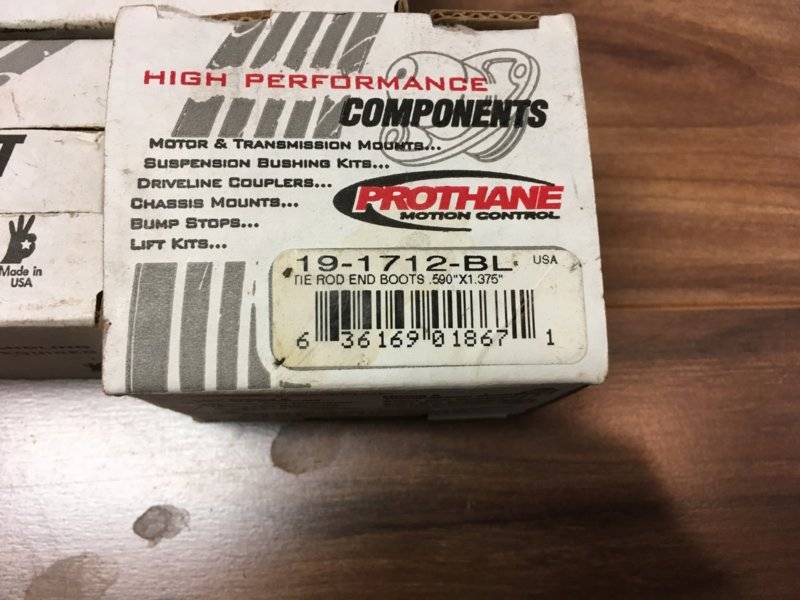 HIGH PERFORMANCE
COMPONENTS
MOTOR & TRANSMISSION MOUNTS...
SUSPENSION BUSHING KITS...
DRIVELINE COUPLERS...
CHASSIS MOUNTS...
BUMP STOPS...
LIFT KITS...
PROTHANE
MOTION CONTROL
19-1712-BL USA
TIE ROD END BOOTS .590"X1.375"
6 36169 01867 1
T
Made in
USA